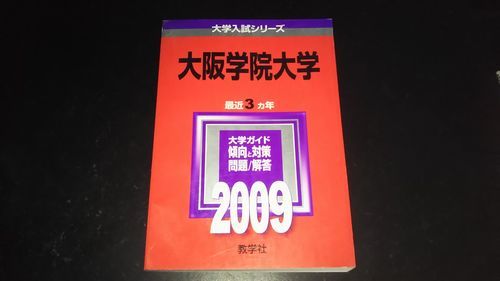 大学入試シリーズ
大阪学院大学
最近3ヵ年
大学ガイド
傾向と対策
問題/解答
2009
教学社